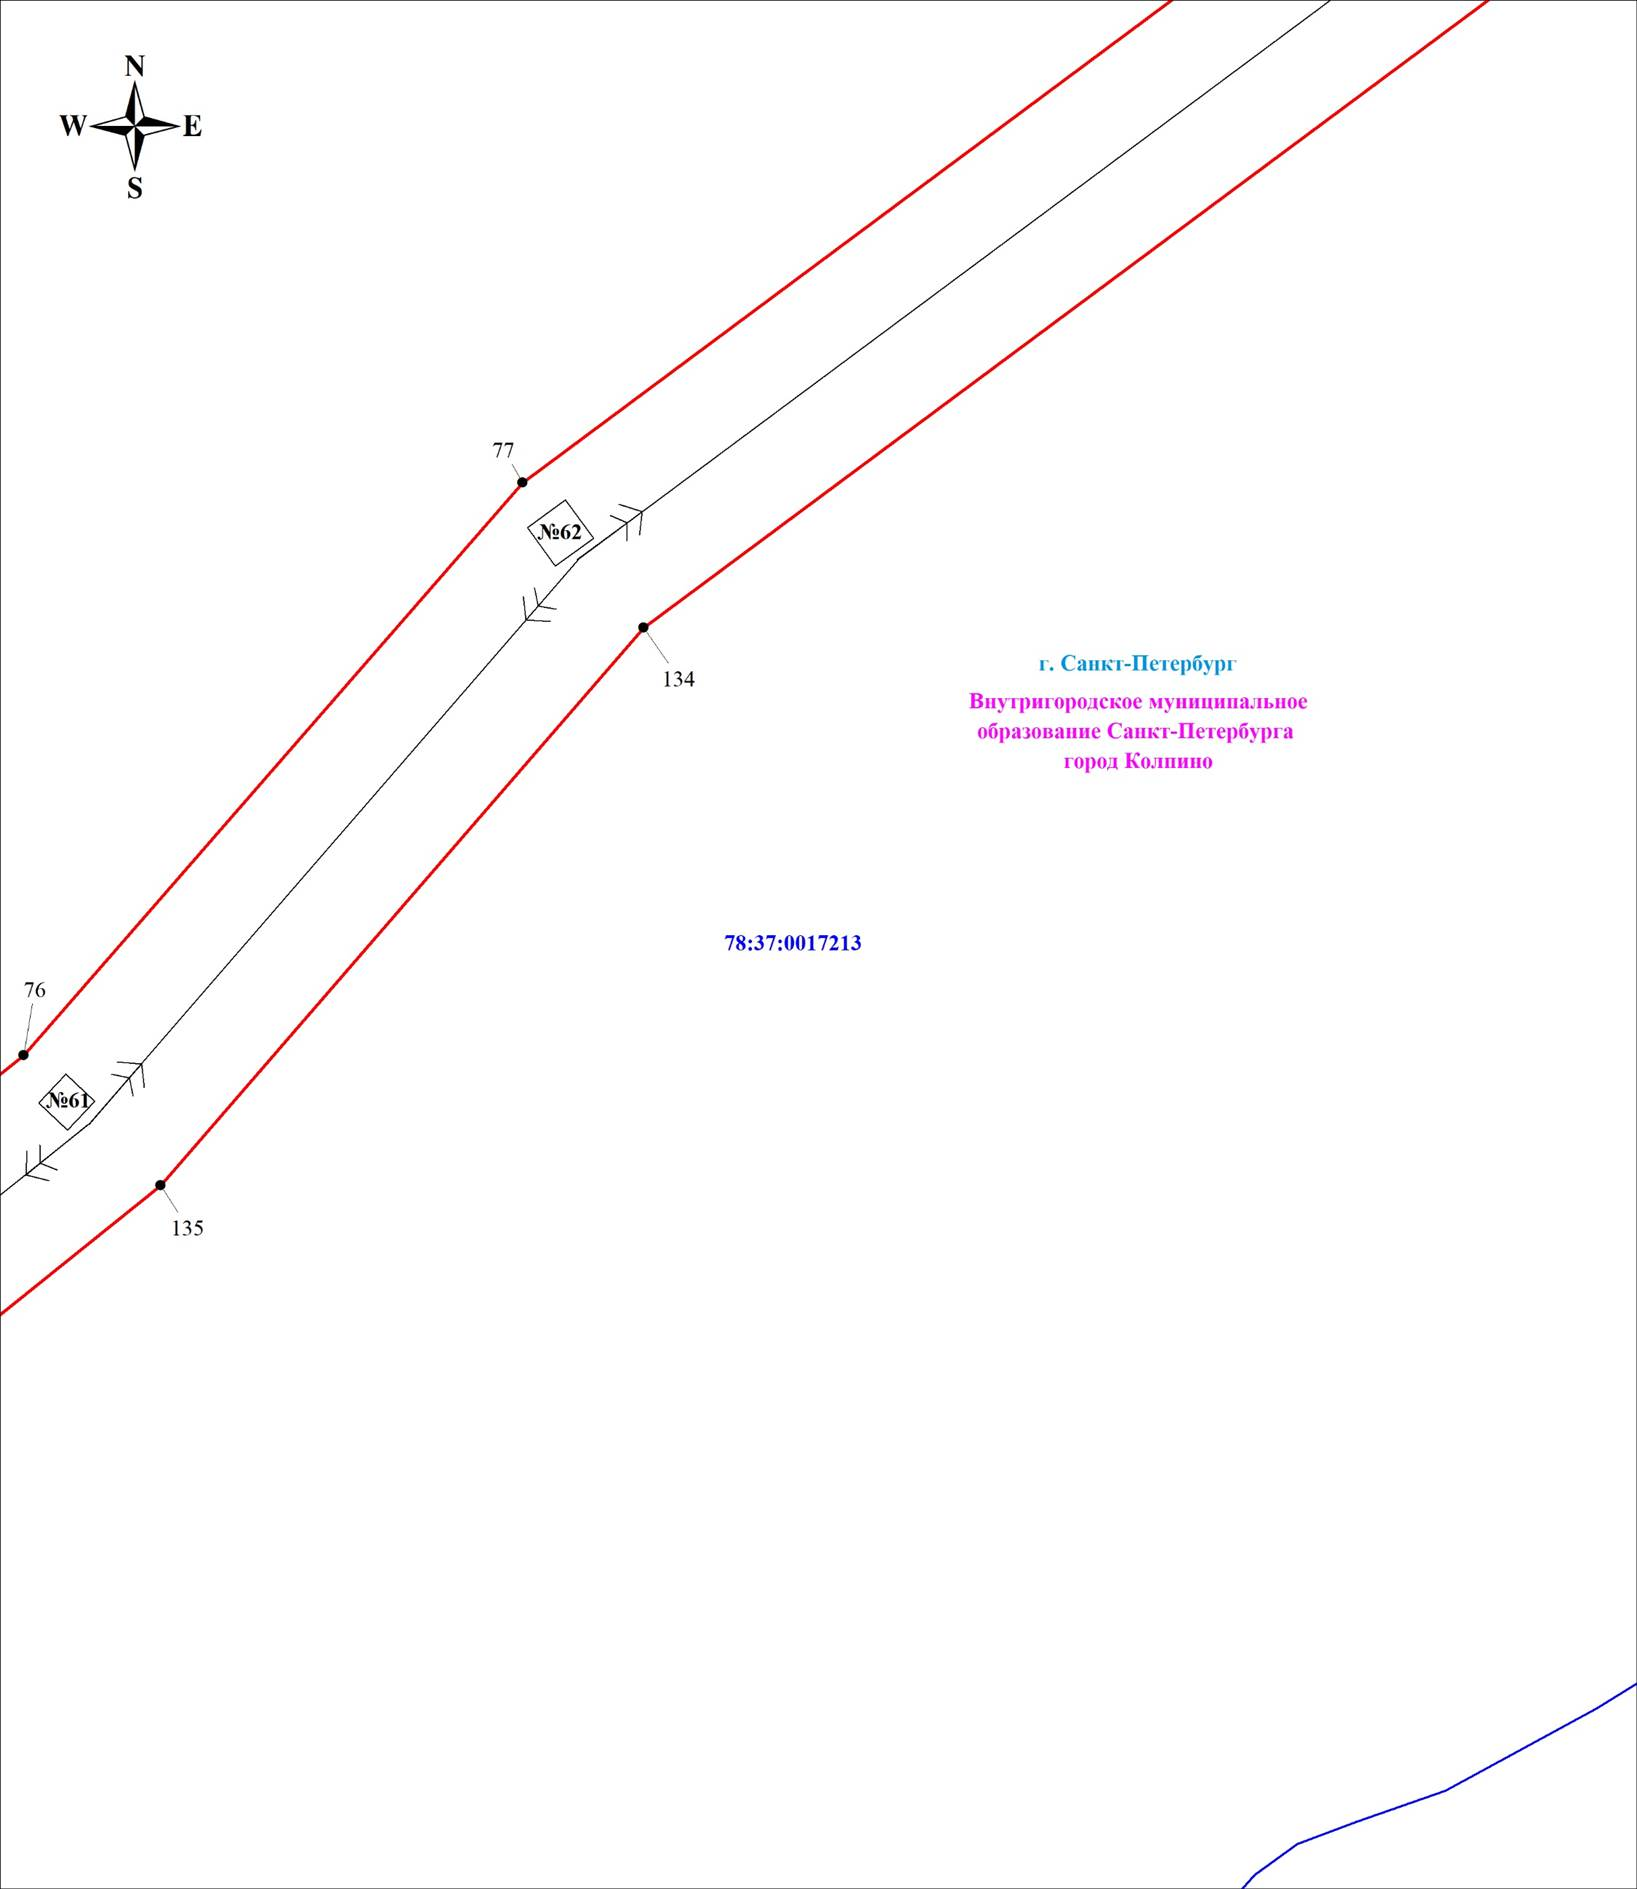 N
W E
S
77
№62
134
г. Санкт-Петербург
Внутригородское муниципальное
образование Санкт-Петербурга
город Колпино
78:37:0017213
76
№61
135